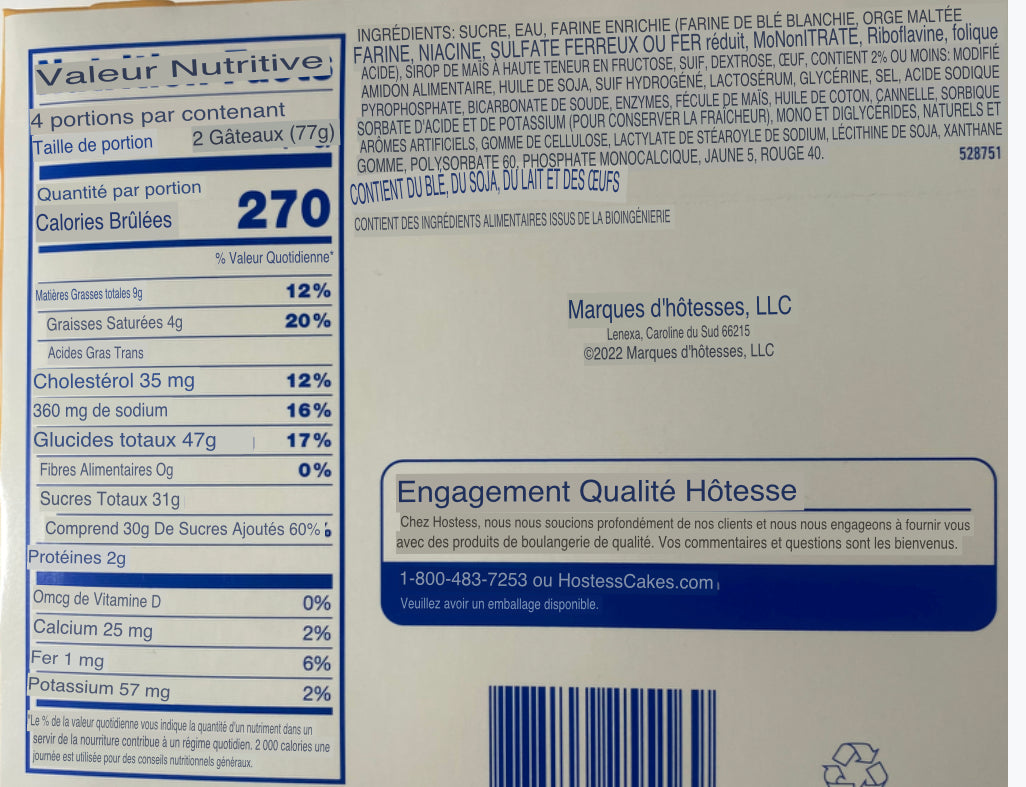 Valeur Nutritive
4 portions par contenant
Taille de portion 2 Gâteaux (77g)
Quantité par portion
Calories Brûlées 270
% Valeur Quotidienne*
Matières Grasses totales 9g 12%
Graisses Saturées 4g 20%
Acides Gras Trans
Cholestérol 35 mg 12%
360 mg de sodium 16%
Glucides totaux 47g 17%
Fibres Alimentaires Og 0%
Sucres Totaux 31g
Comprend 30g De Sucres Ajoutés 60%
Protéines 2g
Omcg de Vitamine D 0%
Calcium 25 mg 2%
Fer 1 mg 6%
Potassium 57 mg 2%
*Le % de la valeur quotidienne vous indique la quantité d'un nutriment dans un
servir de la nourriture contribue à un régime quotidien. 2 000 calories une
journée est utilisée pour des conseils nutritionnels généraux.
INGRÉDIENTS: SUCRE, EAU, FARINE ENRICHIE (FARINE DE BLÉ BLANCHIE, ORGE MALTÉE
FARINE, NIACINE, SULFATE FERREUX OU FER réduit, MoNonITRATE, Riboflavine, folique
ACIDE), SIROP DE MAÏS À HAUTE TENEUR EN FRUCTOSE, SUIF, DEXTROSE, ŒUF, CONTIENT 2% OU MOINS: MODIFIÉ
AMIDON ALIMENTAIRE, HUILE DE SOJA, SUIF HYDROGÉNÉ, LACTOSÉRUM, GLYCÉRINE, SEL, ACIDE SODIQUE
PYROPHOSPHATE, BICARBONATE DE SOUDE, ENZYMES, FÉCULE DE MAÏS, HUILE DE COTON, CANNELLE, SORBIQUE
SORBATE D'ACIDE ET DE POTASSIUM (POUR CONSERVER LA FRAÎCHEUR), MONO ET DIGLYCÉRIDES, NATURELS ET
ARÔMES ARTIFICIELS, GOMME DE CELLULOSE, LACTYLATE DE STÉAROYLE DE SODIUM, LÉCITHINE DE SOJA, XANTHANE
GOMME, POLYSORBATE 60, PHOSPHATE MONOCALCIQUE, JAUNE 5, ROUGE 40. 528751
CONTIENT DU BLÉ, DU SOJA, DU LAIT ET DES ŒUFS
CONTIENT DES INGRÉDIENTS ALIMENTAIRES ISSUS DE LA BIOINGÉNIERIE
Marques d'hôtesses, LLC
Lenexa, Caroline du Sud 66215
©2022 Marques d'hôtesses, LLC
Engagement Qualité Hôtesse
Chez Hostess, nous nous soucions profondément de nos clients et nous nous engageons à fournir vous
avec des produits de boulangerie de qualité. Vos commentaires et questions sont les bienvenus.
1-800-483-7253 ou HostessCakes.com
Veuillez avoir un emballage disponible.